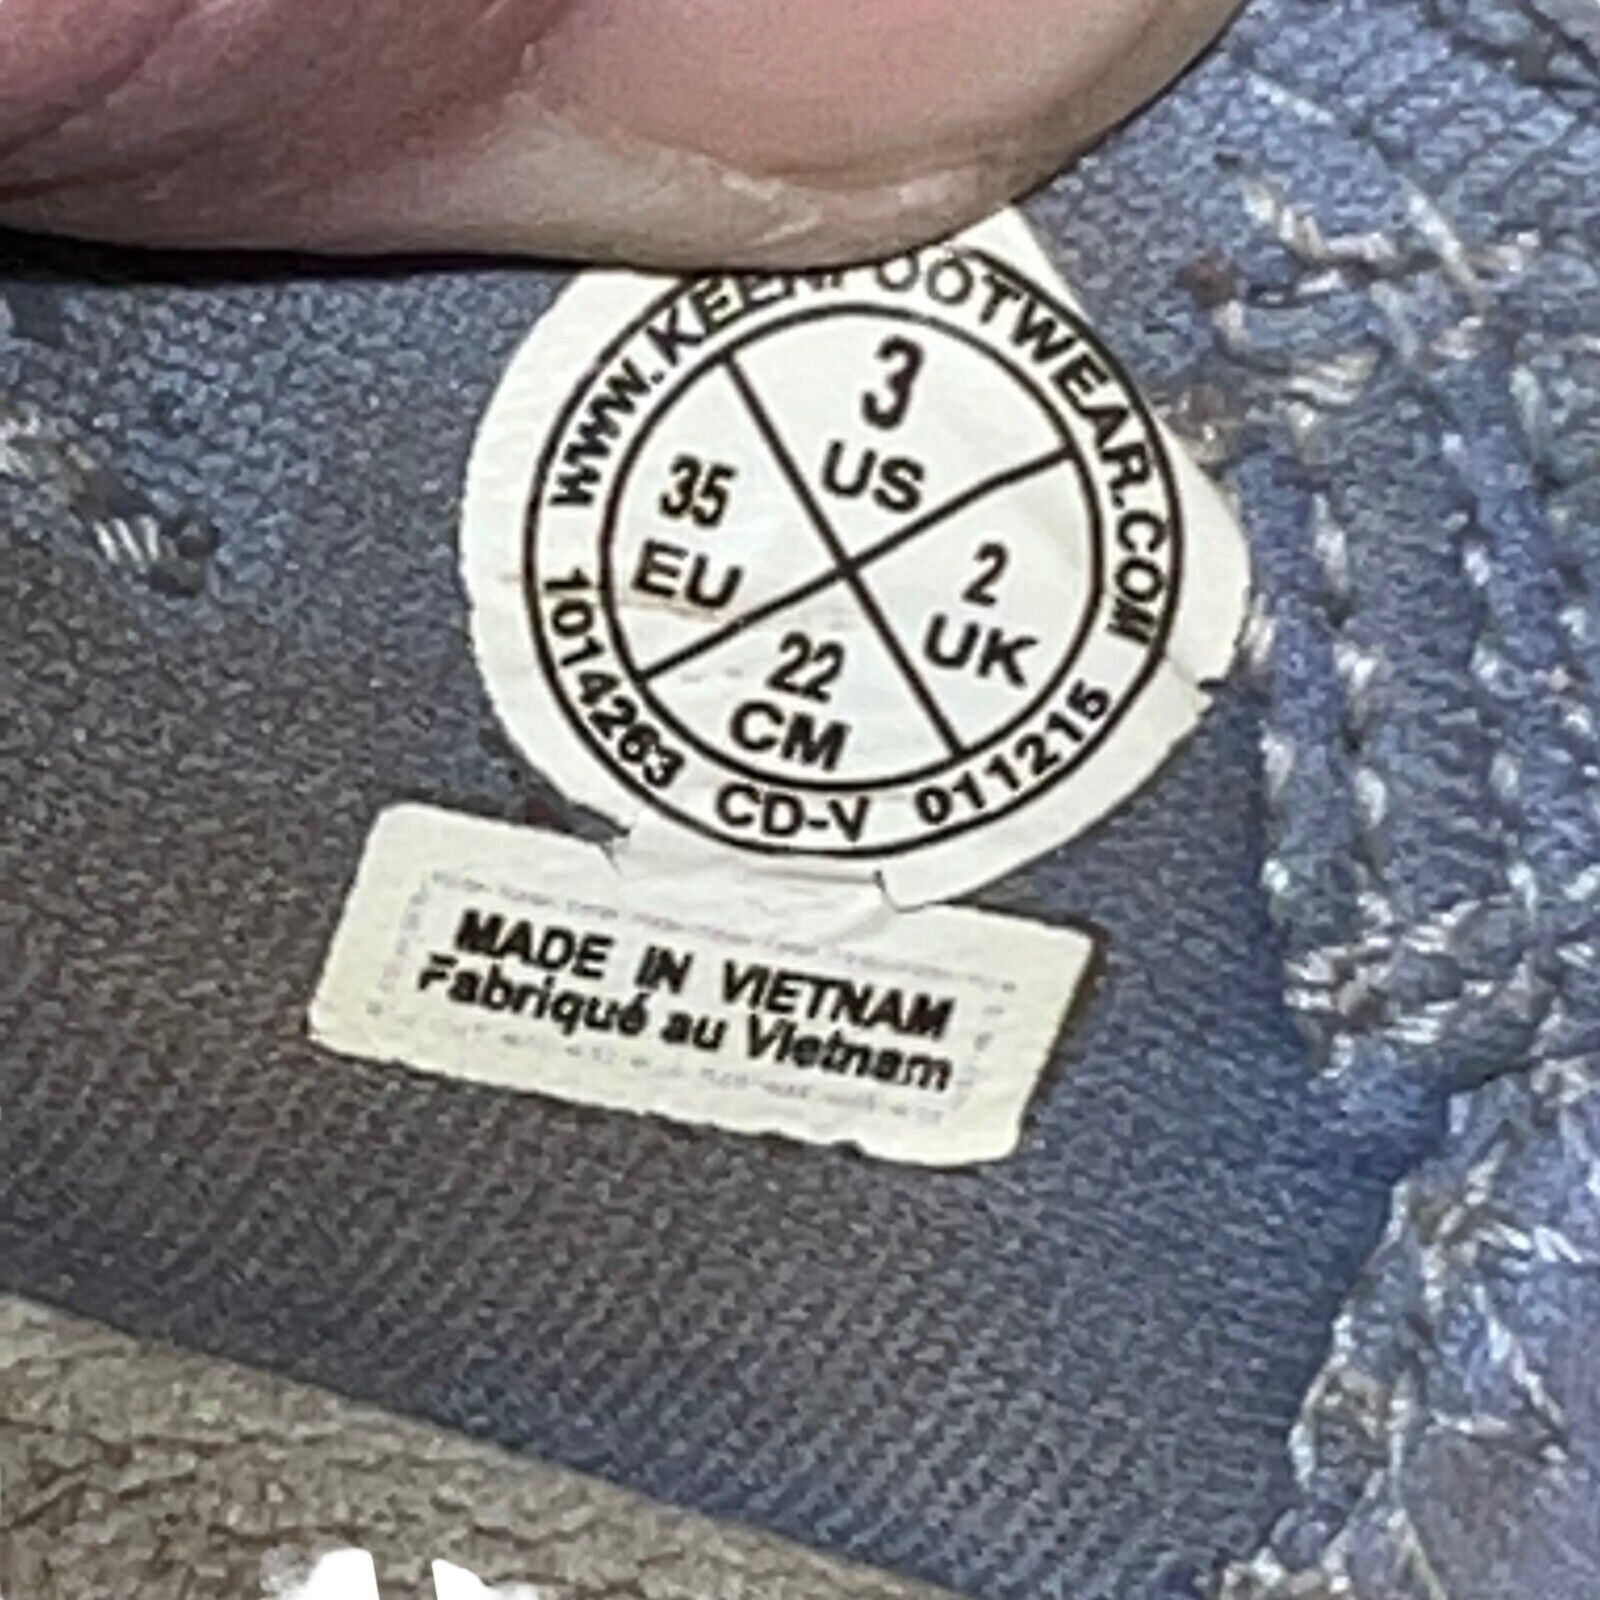 WWW.KEENFOOTWEAR.COM
3
US
35
EU
2
UK
22
CM
1014263 CD-V 011215
MADE IN VIETNAM
Fabriqué au Vietnam